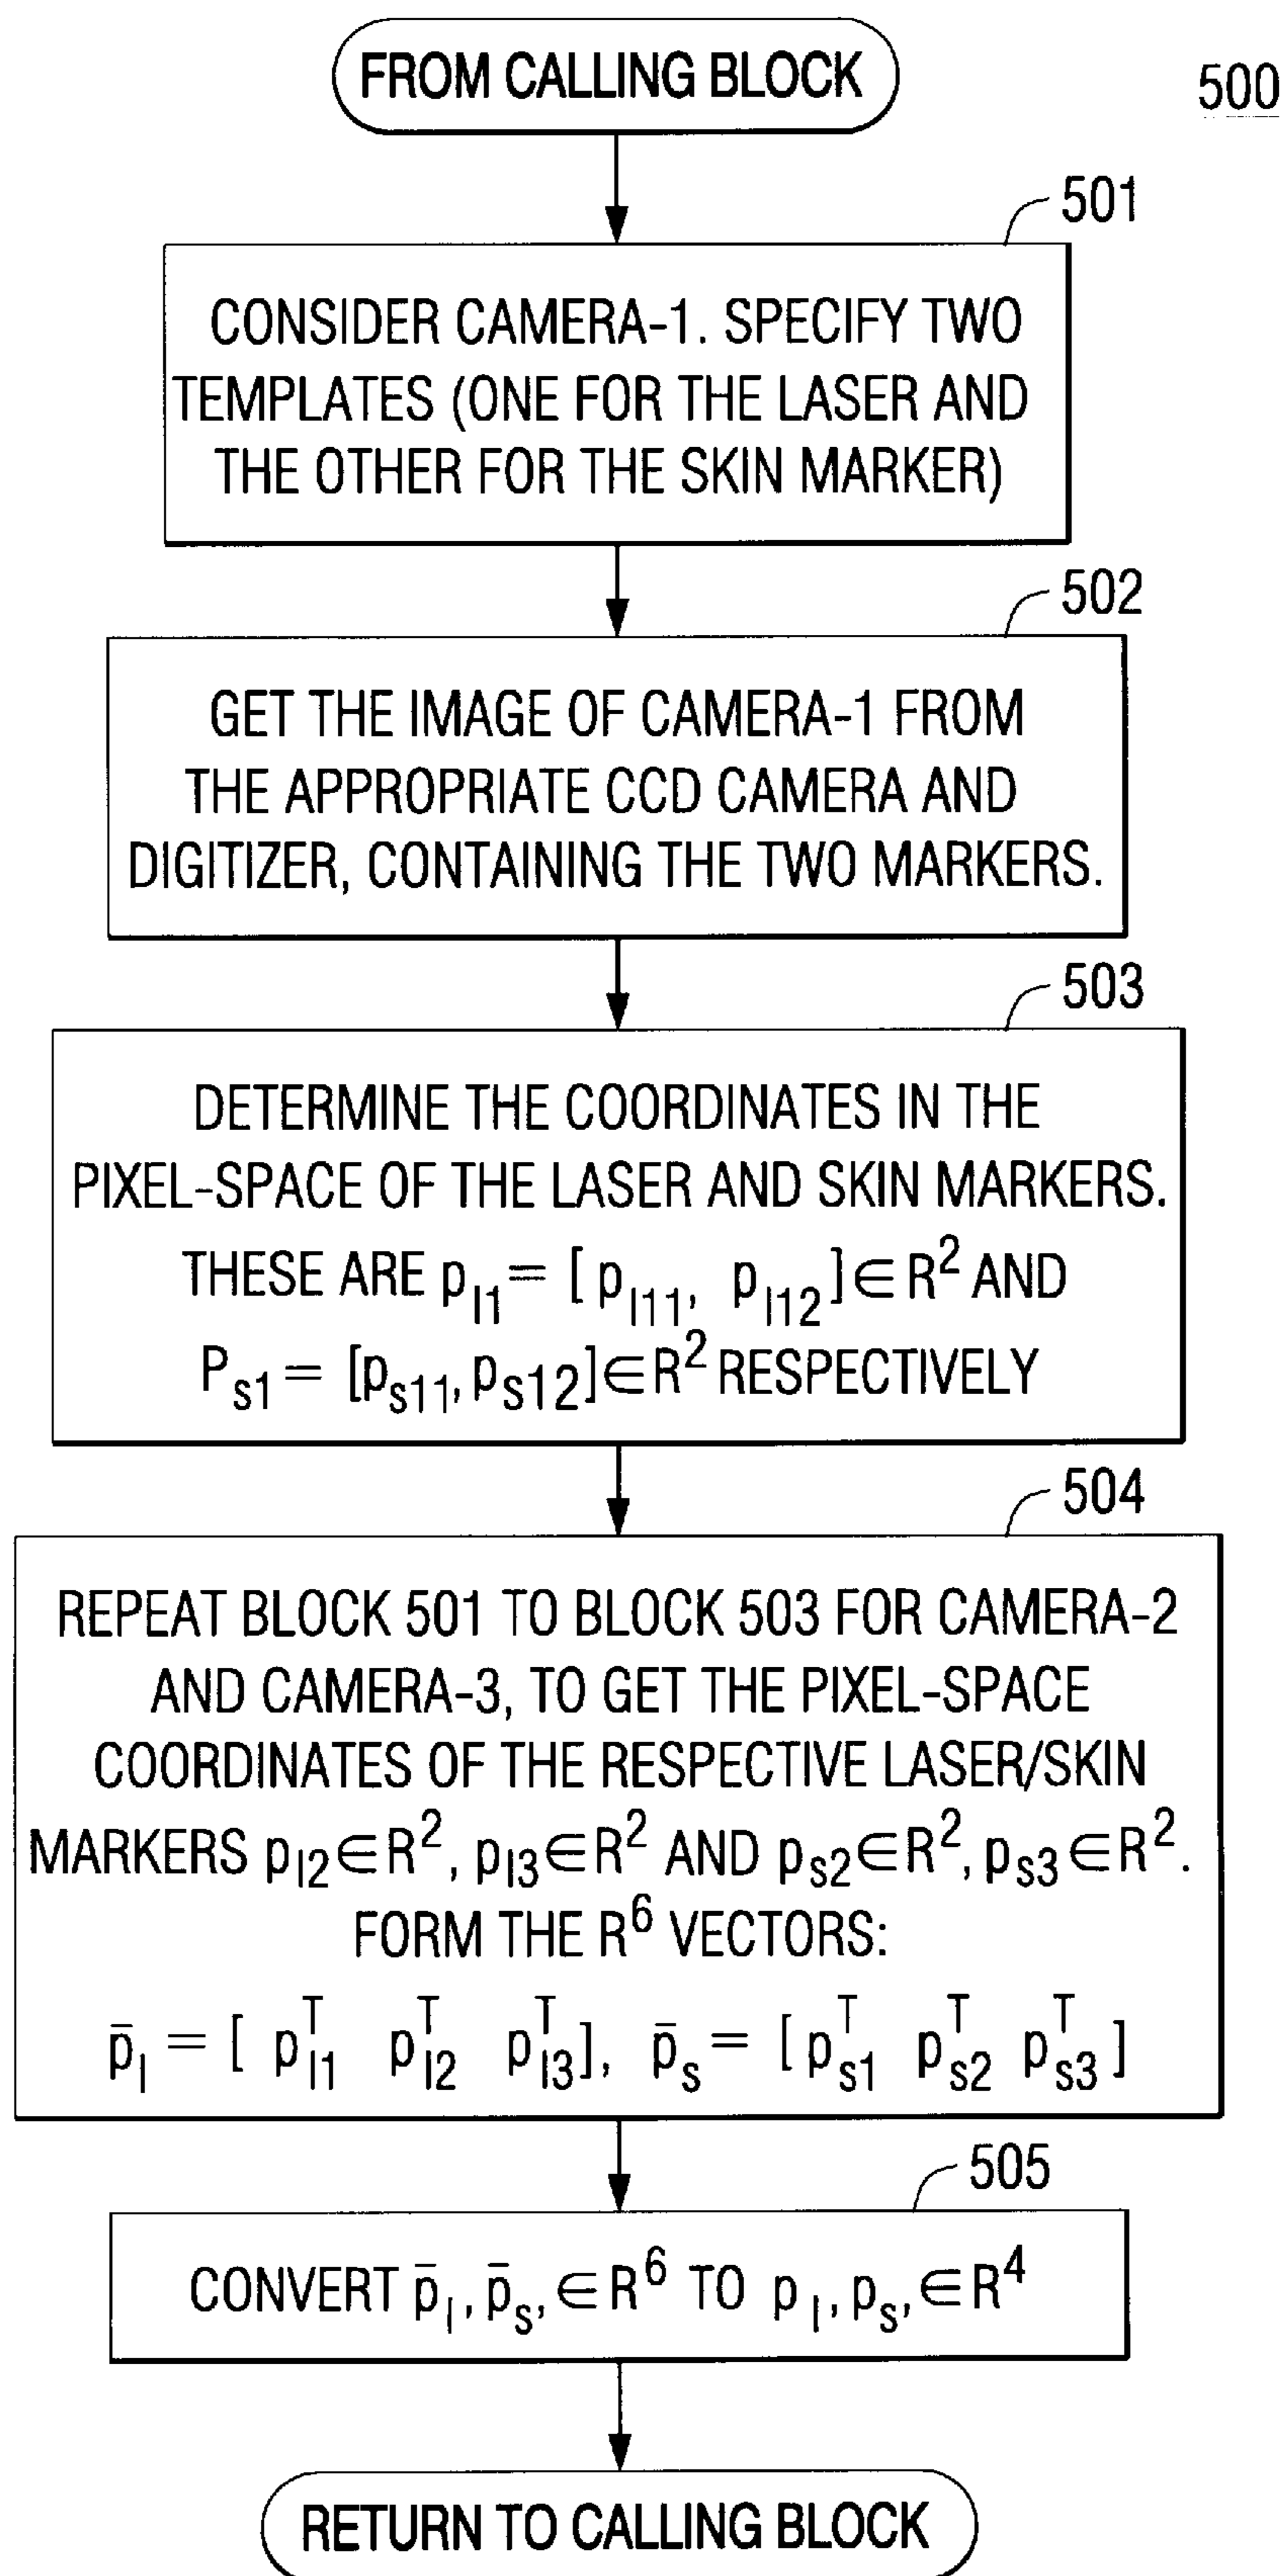 FROM CALLING BLOCK
500
501
CONSIDER CAMERA-1. SPECIFY TWO
TEMPLATES (ONE FOR THE LASER AND
THE OTHER FOR THE SKIN MARKER)
502
GET THE IMAGE OF CAMERA-1 FROM
THE APPROPRIATE CCD CAMERA AND
DIGITIZER, CONTAINING THE TWO MARKERS.
503
DETERMINE THE COORDINATES IN THE
PIXEL-SPACE OF THE LASER AND SKIN MARKERS.
THESE ARE p_l1 = [ p_l11, p_l12 ] ∈ R^2 AND
P_s1 = [p_s11, p_s12] ∈ R^2 RESPECTIVELY
504
REPEAT BLOCK 501 TO BLOCK 503 FOR CAMERA-2
AND CAMERA-3, TO GET THE PIXEL-SPACE
COORDINATES OF THE RESPECTIVE LASER/SKIN
MARKERS p_l2 ∈ R^2, p_l3 ∈ R^2 AND p_s2 ∈ R^2, p_s3 ∈ R^2.
FORM THE R^6 VECTORS:
p̄_l = [ p_l1^T p_l2^T p_l3^T ], p̄_s = [ p_s1^T p_s2^T p_s3^T ]
505
CONVERT p̄_l, p̄_s, ∈ R^6 TO p_l, p_s, ∈ R^4
RETURN TO CALLING BLOCK